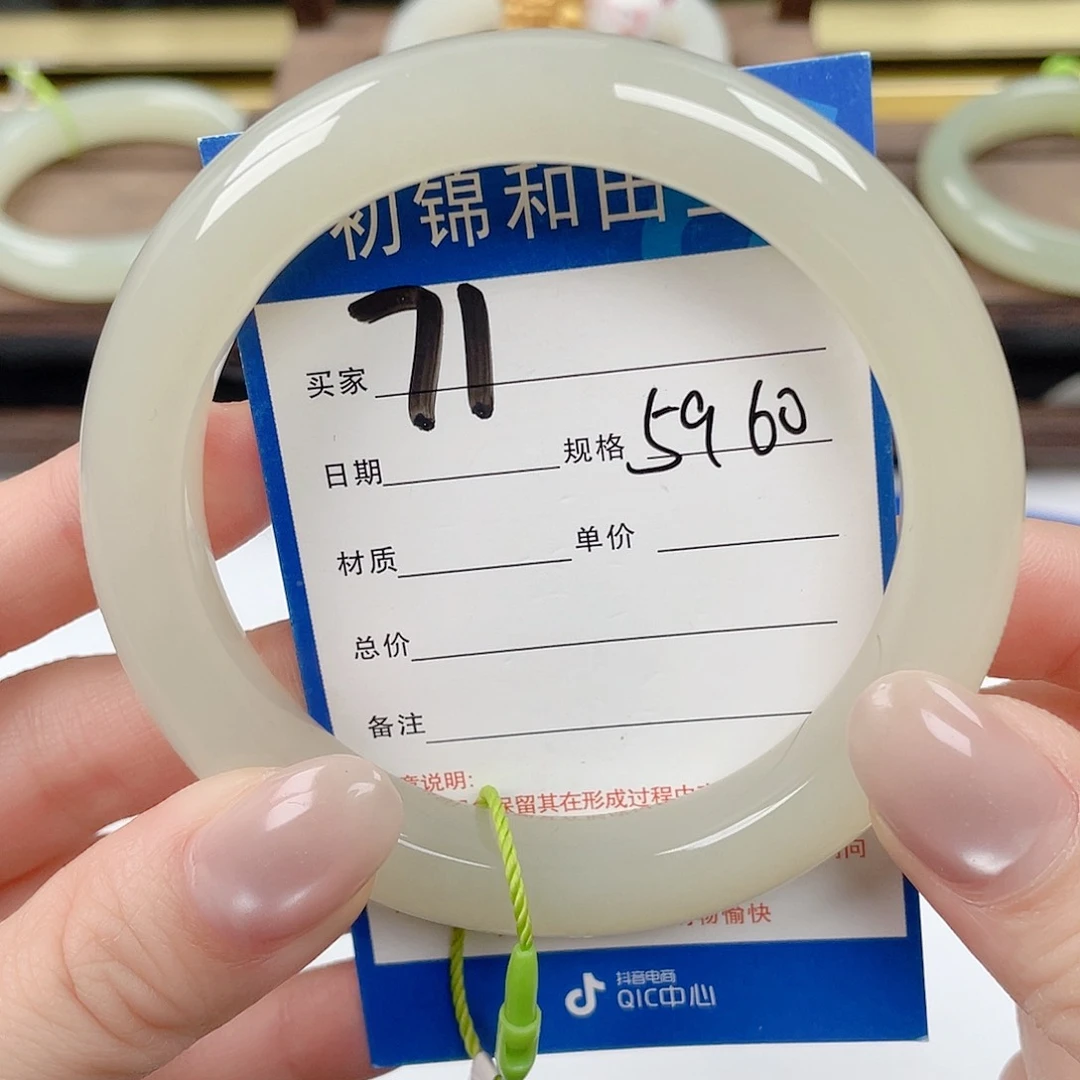 初锦和田
买家 71
日期 规格 59 60
材质 单价
总价
备注
说明:
保留其在形成过程中
问
购物愉快
抖音电商
QIC中心